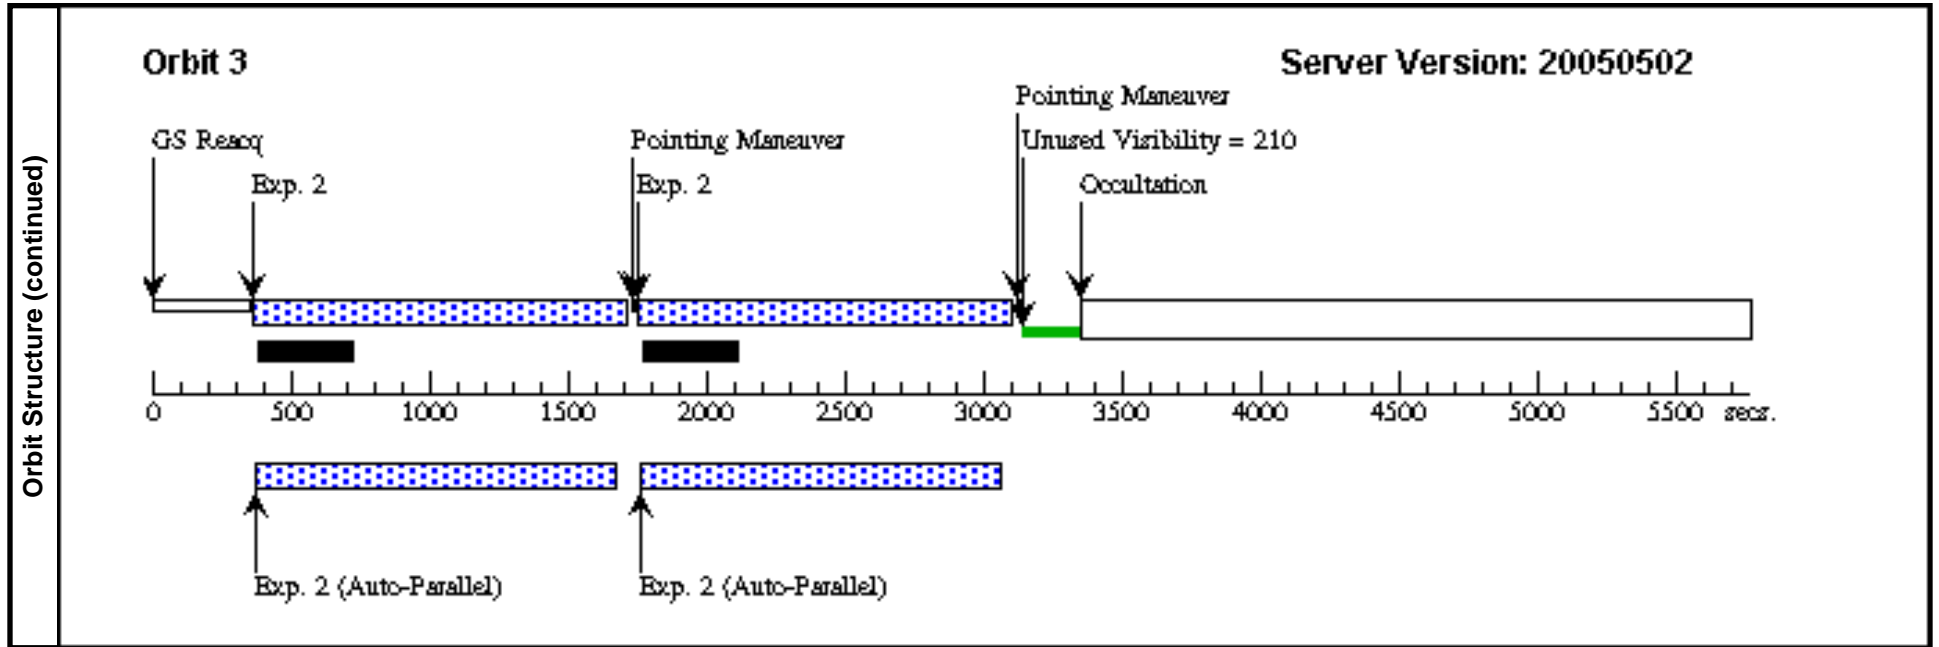 Orbit Structure (continued)
Orbit 3
Server Version: 20050502
Pointing Maneuver
GS Reacq
Pointing Maneuver
Unused Visibility = 210
Exp. 2
Exp. 2
Occultation
0 500 1000 1500 2000 2500 3000 3500 4000 4500 5000 5500 secs.
Exp. 2 (Auto-Parallel)
Exp. 2 (Auto-Parallel)